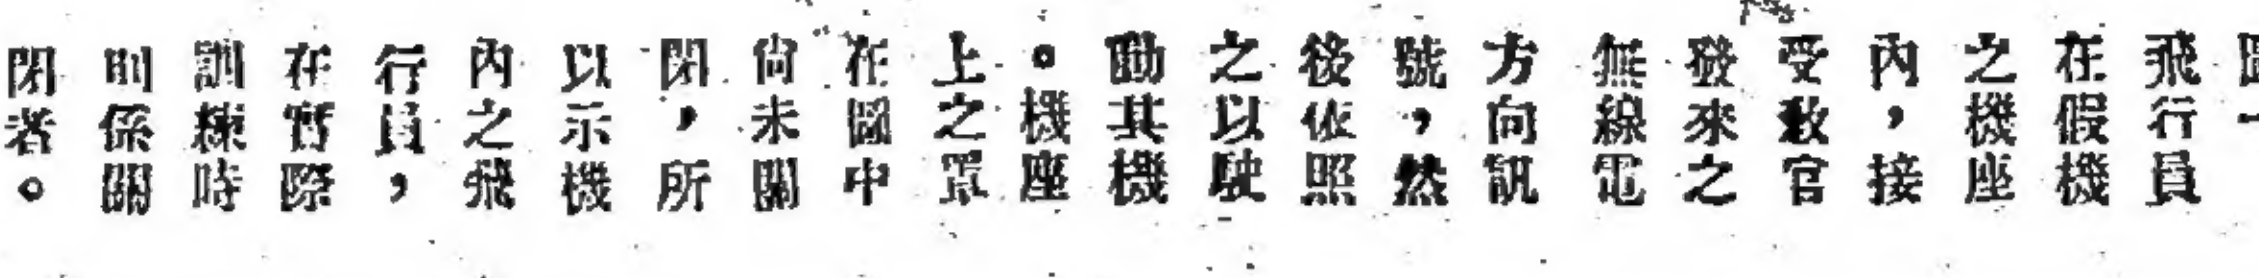 圖一
飛行員
在假機
之機座
內，接
受教官
發來之
無線電
方向訊
號，然
後依照
之以駛
動其機
。機座
上之罩
在圖中
尚未關
閉，所
以示機
內之飛
行員，
在實際
訓練時
則係關
閉者。